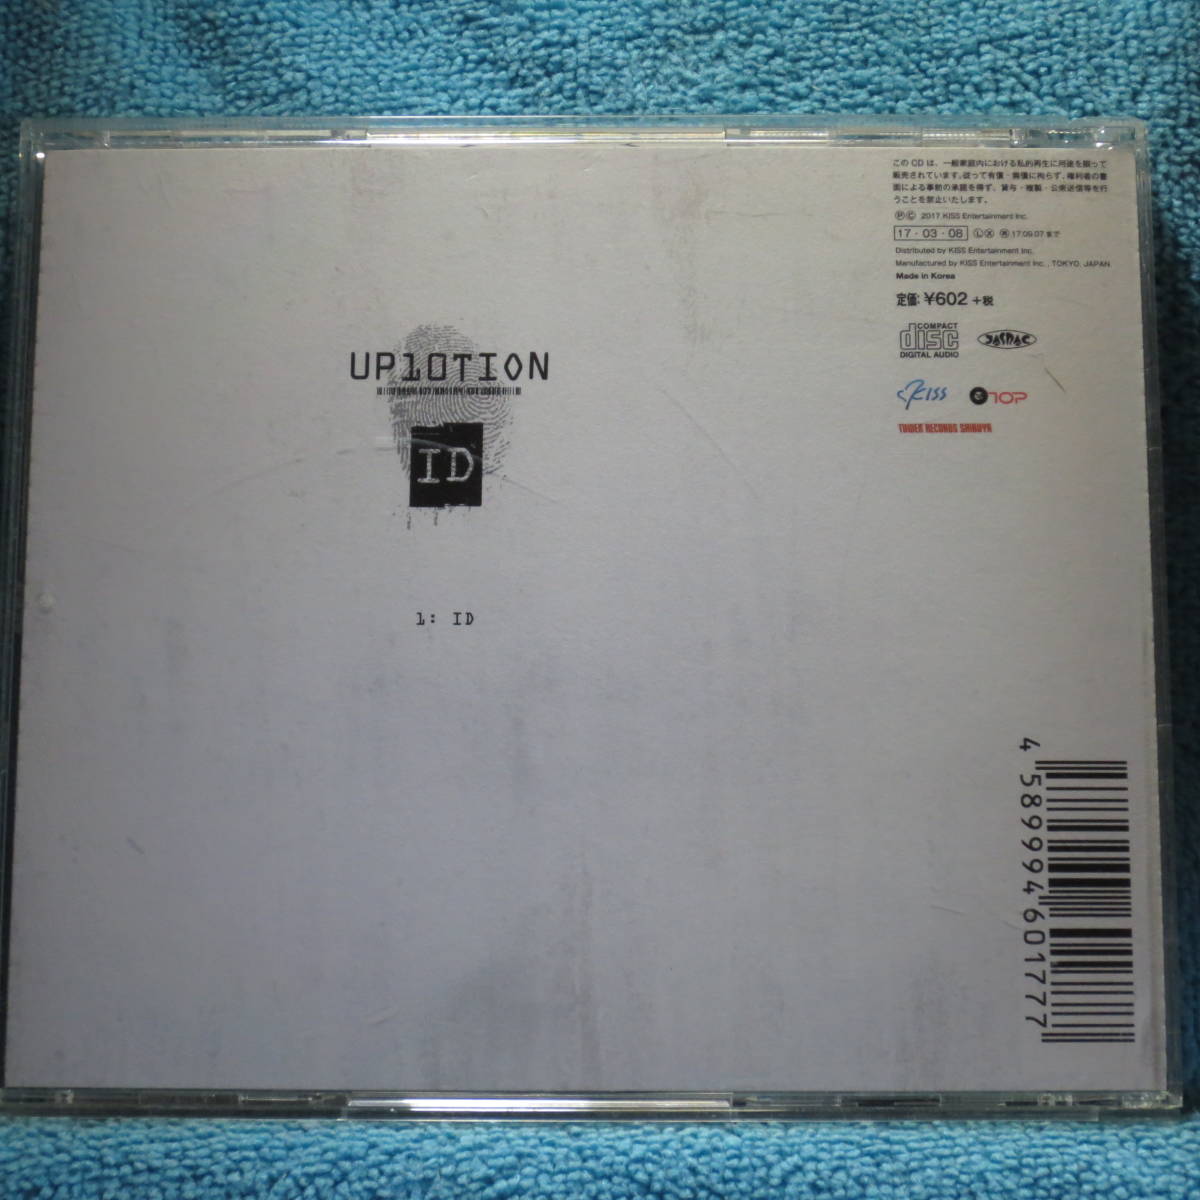 この CD は、一般家庭内における私的再生に用途を限って
販売されています。従って有償・無償に拘らず、権利者の書
面による事前の承諾を得ず、賃与・複製・公衆送信等を行
うことを禁止いたします。
ⓅⒸ 2017 KISS Entertainment Inc.
17・03・08 ⓁⓍ Ⓡ 17.09.07 まで
Distributed by KISS Entertainment Inc.
Manufactured by KISS Entertainment Inc., TOKYO, JAPAN
Made in Korea
定価:¥602 +税
COMPACT
disc
DIGITAL AUDIO
JASRAC
KISS
TOP
TOWER RECORDS SHIBUYA
UP10TION
ID
1: ID
4 589994 601777